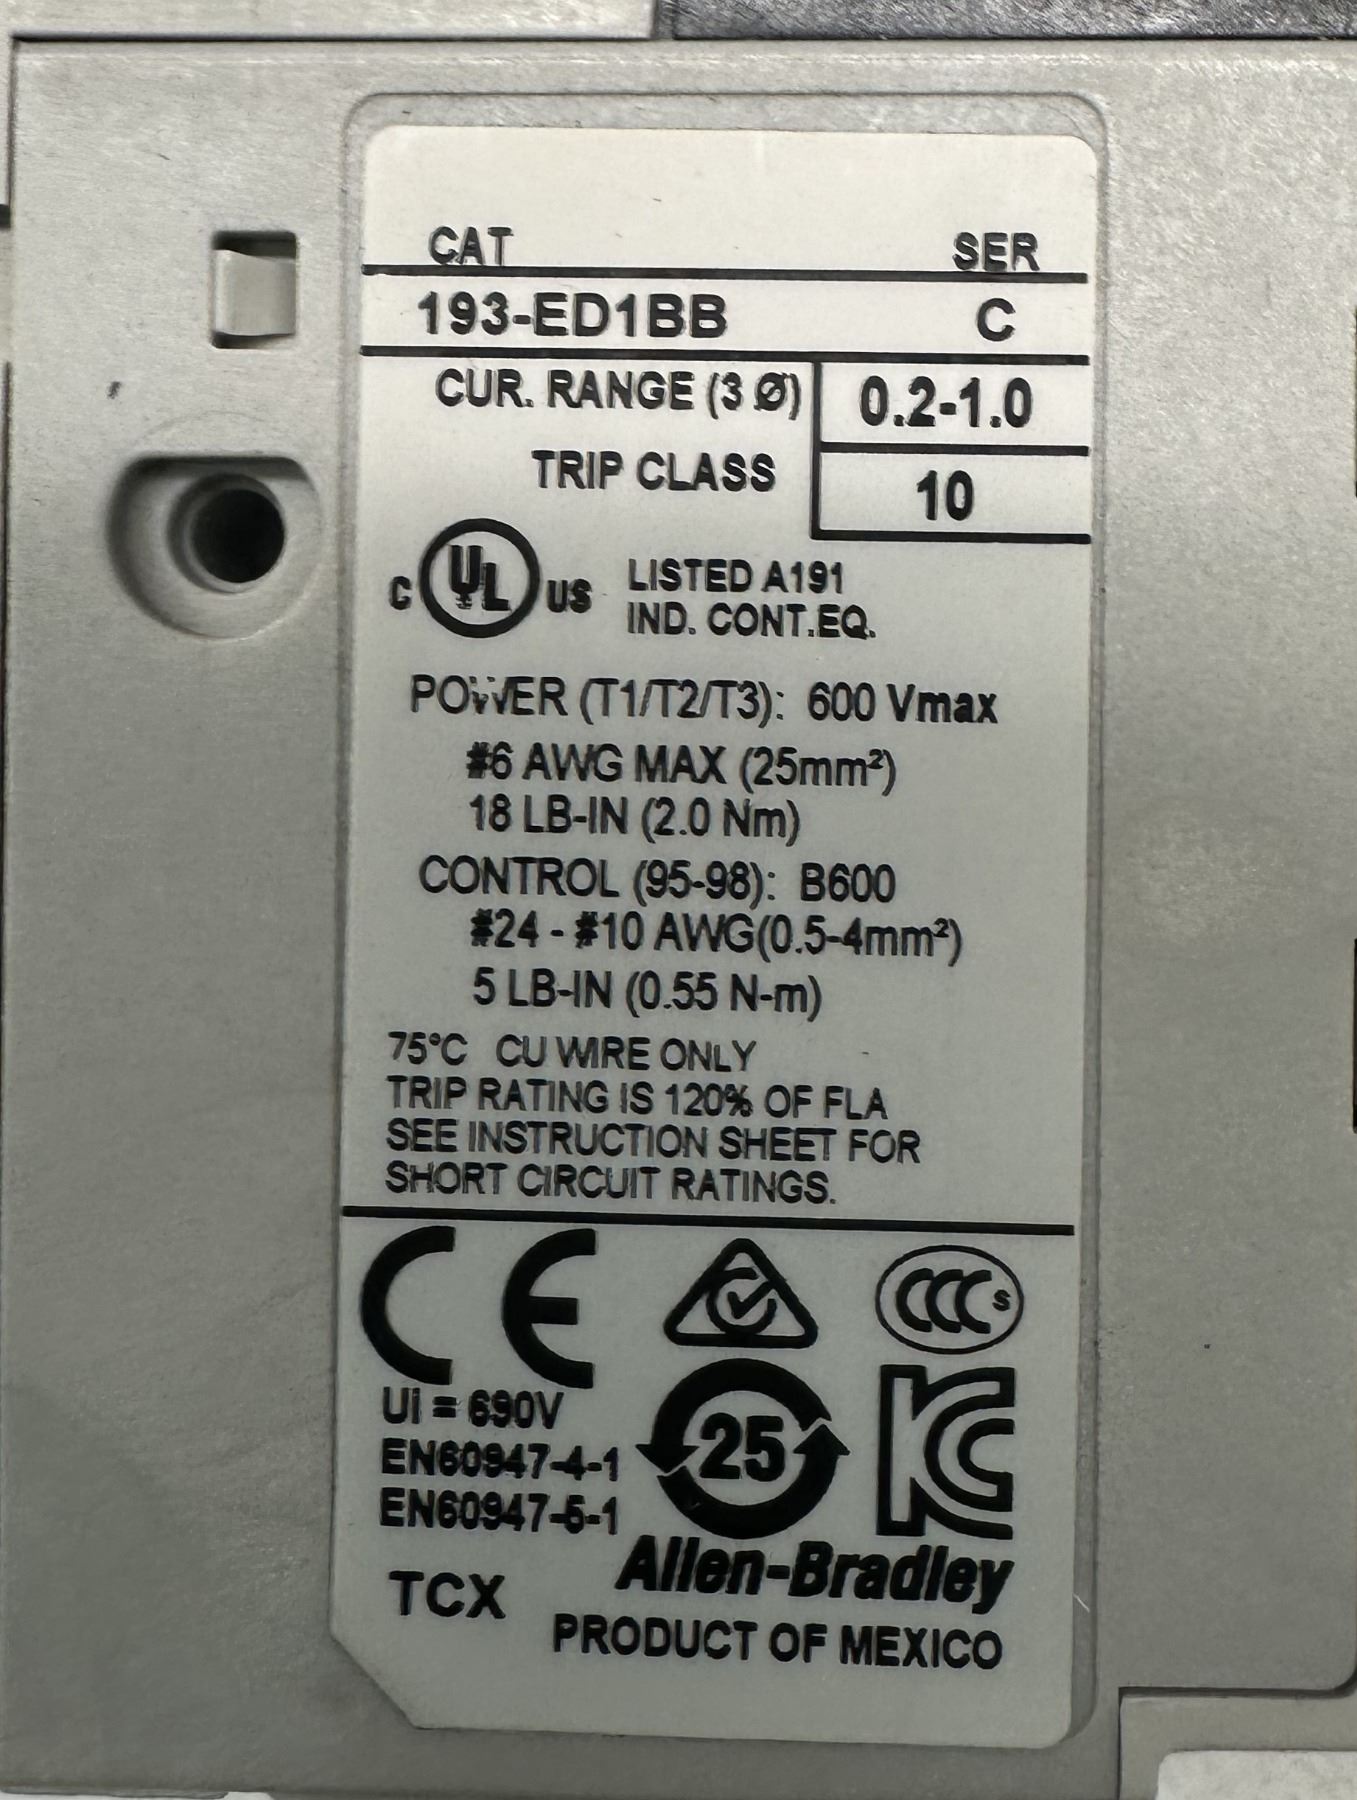 CAT SER
193-ED1BB C
CUR. RANGE (3 Ø) 0.2-1.0
TRIP CLASS 10
C UL US LISTED A191
IND. CONT.EQ.
POWER (T1/T2/T3): 600 Vmax
#6 AWG MAX (25mm²)
18 LB-IN (2.0 Nm)
CONTROL (95-98): B600
#24 - #10 AWG(0.5-4mm²)
5 LB-IN (0.55 N-m)
75°C CU WIRE ONLY
TRIP RATING IS 120% OF FLA
SEE INSTRUCTION SHEET FOR
SHORT CIRCUIT RATINGS.
CE CCC S
Ui = 690V
EN60947-4-1 25 KC
EN60947-5-1
Allen-Bradley
TCX
PRODUCT OF MEXICO